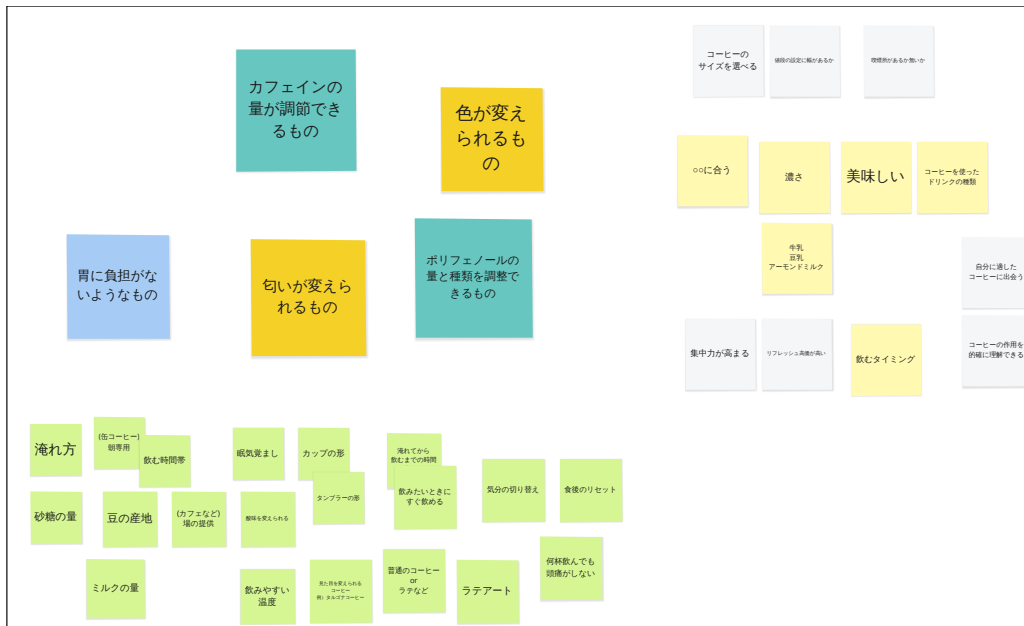 カフェインの
量が調節でき
るもの
色が変え
られるも
の
胃に負担がな
いようなもの
匂いが変えら
れるもの
ポリフェノールの
量と種類を調整で
きるもの
コーヒーの
サイズを選べる
値段の設定に幅があるか
喫煙所があるか無いか
○○に合う
濃さ
美味しい
コーヒーを使った
ドリンクの種類
牛乳
豆乳
アーモンドミルク
自分に適した
コーヒーに出会う
集中力が高まる
リフレッシュ高価が高い
飲むタイミング
コーヒーの作用を
的確に理解できる
淹れ方
(缶コーヒー)
朝専用
飲む時間帯
眠気覚まし
カップの形
タンブラーの形
淹れてから
飲むまでの時間
飲みたいときに
すぐ飲める
気分の切り替え
食後のリセット
砂糖の量
豆の産地
(カフェなど)
場の提供
酸味を変えられる
ミルクの量
飲みやすい
温度
見た目を変えられる
コーヒー
例）タルゴナコーヒー
普通のコーヒー
or
ラテなど
ラテアート
何杯飲んでも
頭痛がしない